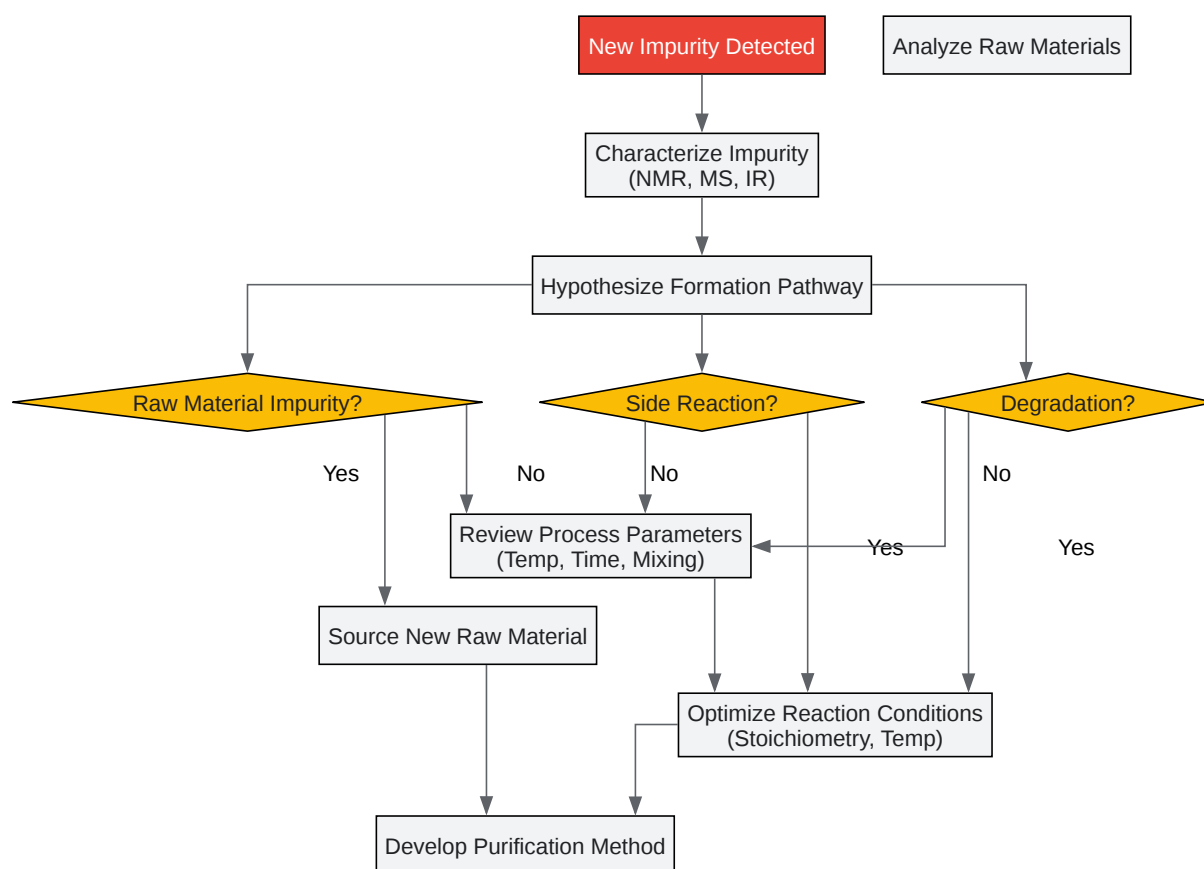 New Impurity Detected
Analyze Raw Materials
Characterize Impurity
(NMR, MS, IR)
Hypothesize Formation Pathway
Raw Material Impurity?
Side Reaction?
Degradation?
Yes
No
No
No
Review Process Parameters
(Temp, Time, Mixing)
Yes
Yes
Source New Raw Material
Optimize Reaction Conditions
(Stoichiometry, Temp)
Develop Purification Method